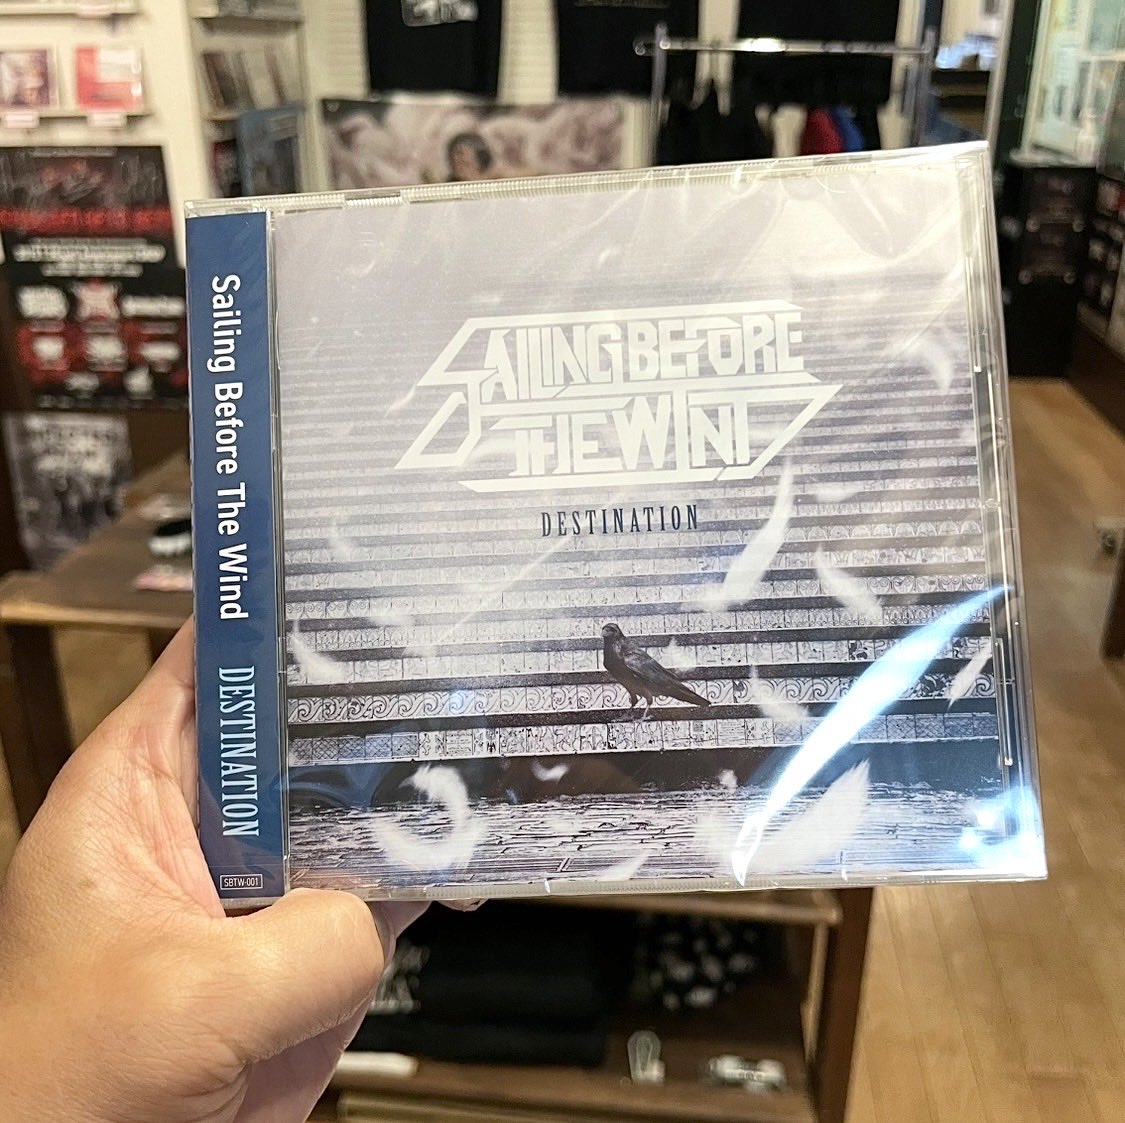 Sailing Before The Wind DESTINATION
SBTW-001
SAILING BEFORE
THE WIND
DESTINATION